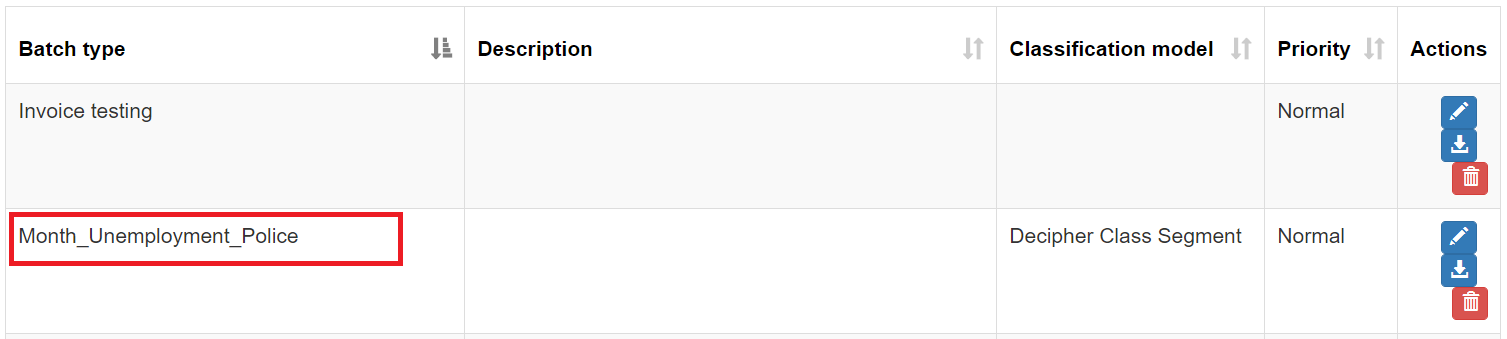 Batch type Description Classification model Priority Actions
Invoice testing Normal
Month_Unemployment_Police Decipher Class Segment Normal